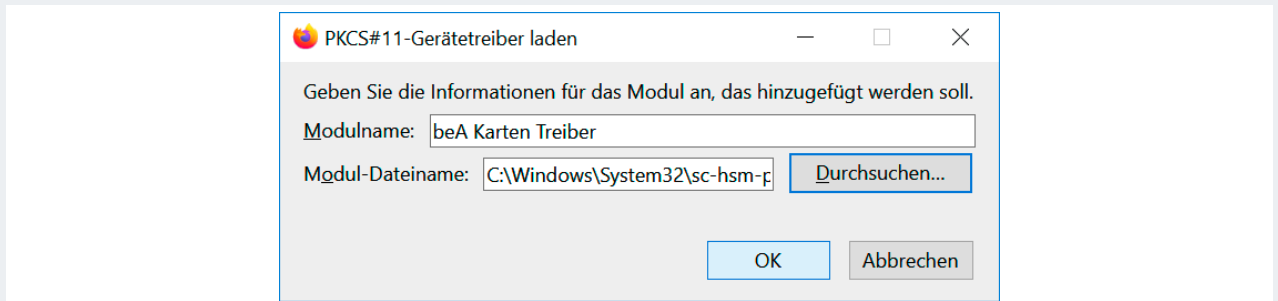 PKCS#11-Gerätetreiber laden
Geben Sie die Informationen für das Modul an, das hinzugefügt werden soll.
Modulname: beA Karten Treiber
Modul-Dateiname: C:\Windows\System32\sc-hsm-p Durchsuchen...
OK Abbrechen